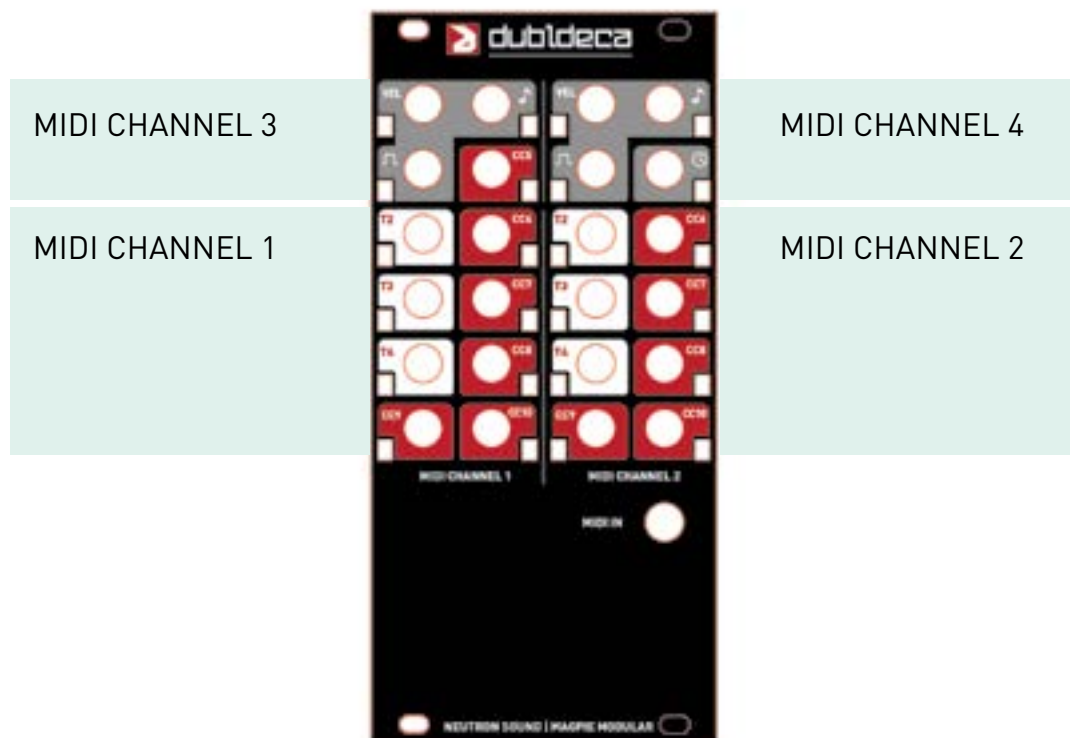 dubldeca
MIDI CHANNEL 3
MIDI CHANNEL 4
VEL
VEL
CC5
MIDI CHANNEL 1
MIDI CHANNEL 2
T2
CC6
T2
CC6
T3
CC7
T3
CC7
T4
CC8
T4
CC8
CC9
CC10
CC9
CC10
MIDI CHANNEL 1
MIDI CHANNEL 2
MIDI IN
NEUTRON SOUND | MAGPIE MODULAR